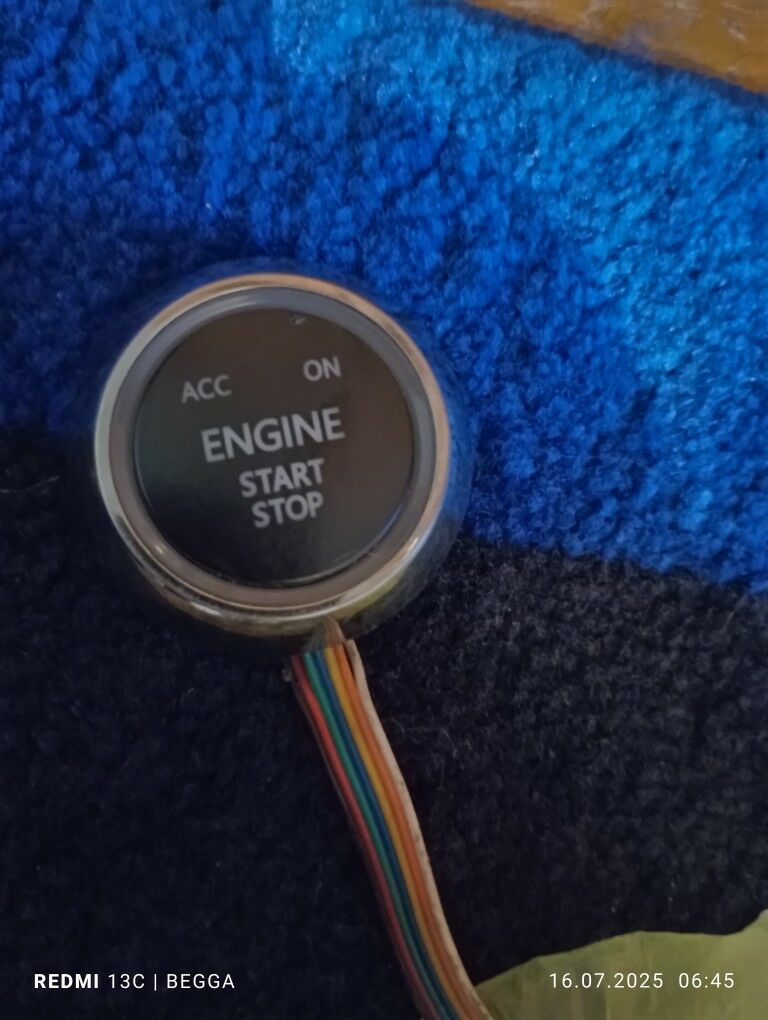 ACC ON
ENGINE
START
STOP
REDMI 13C | BEGGA
16.07.2025 06:45